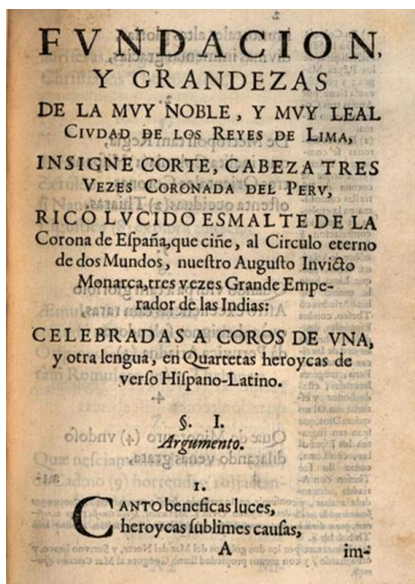 2
FVNDACION,
Y GRANDEZAS
DE LA MVY NOBLE, Y MVY LEAL
CIVDAD DE LOS REYES DE LIMA,
INSIGNE CORTE, CABEZA TRES
VEZES CORONADA DEL PERV,
RICO LVCIDO ESMALTE DE LA
Corona de España, que ciñe, al Circulo eterno
de dos Mundos, nueſtro Auguſto Invicto
Monarca, tres vezes Grande Empe-
rador de las Indias:
CELEBRADAS A COROS DE VNA,
y otra lengua, en Quartetas heroycas de
verſo Hiſpano-Latino.
§. I.
Argumento.
1.
CANTO beneficas luces,
heroycas ſublimes cauſas,
A im-